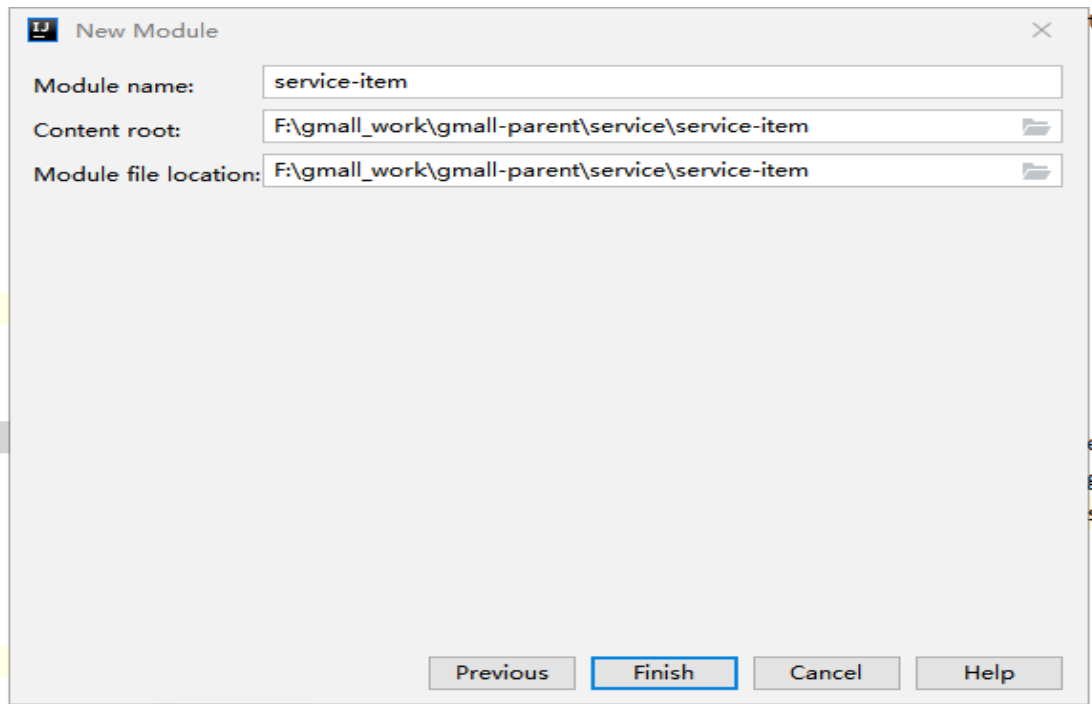 IJ New Module
Module name: service-item
Content root: F:\gmall_work\gmall-parent\service\service-item
Module file location: F:\gmall_work\gmall-parent\service\service-item
Previous Finish Cancel Help